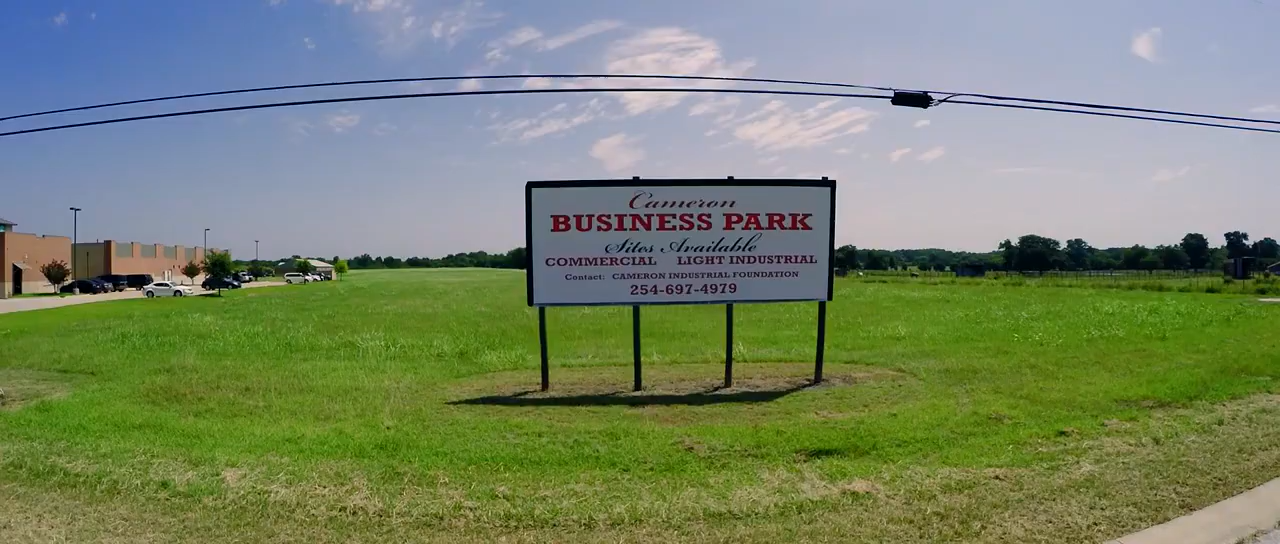 Cameron
BUSINESS PARK
Sites Available
COMMERCIAL LIGHT INDUSTRIAL
Contact: CAMERON INDUSTRIAL FOUNDATION
254-697-4979